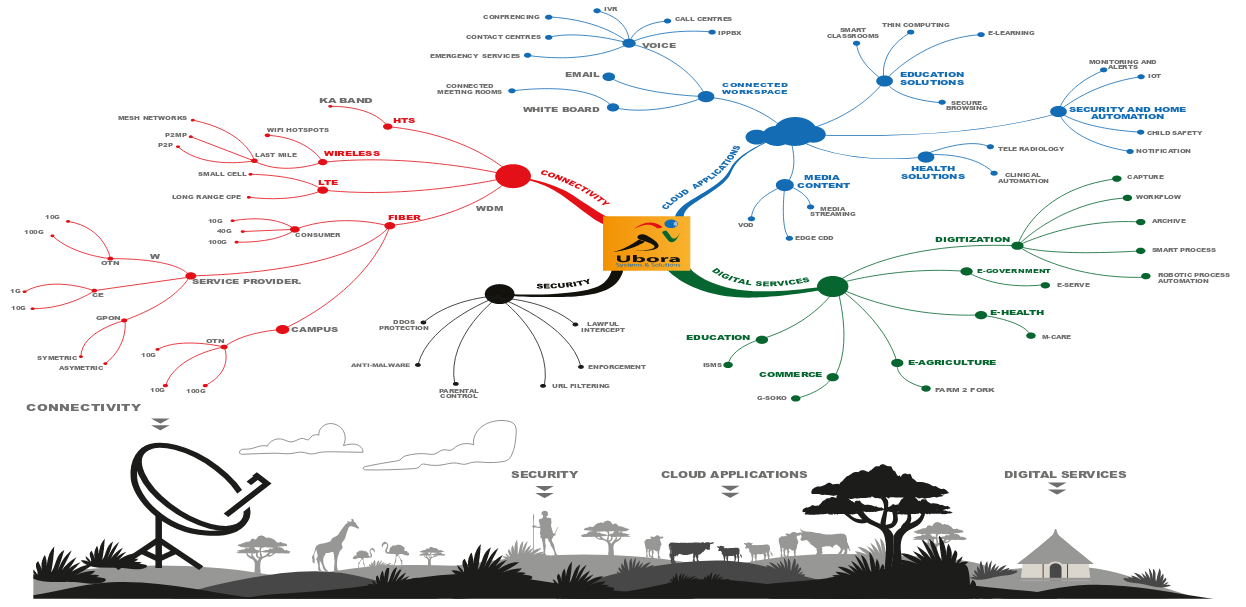 IVR
CONFRENCING
CALL CENTRES
CONTACT CENTRES
IPPBX
VOICE
EMERGENCY SERVICES
EMAIL
CONNECTED
MEETING ROOMS
WHITE BOARD
CONNECTED
WORKSPACE
SMART
CLASSROOMS
THIN COMPUTING
E-LEARNING
EDUCATION
SOLUTIONS
SECURE
BROWSING
MONITORING AND
ALERTS
IOT
SECURITY AND HOME
AUTOMATION
CHILD SAFETY
NOTIFICATION
TELE RADIOLOGY
HEALTH
SOLUTIONS
CLINICAL
AUTOMATION
MEDIA
CONTENT
MEDIA
STREAMING
VOD
EDGE CDD
CLOUD APPLICATIONS
KA BAND
HTS
MESH NETWORKS
WIFI HOTSPOTS
P2MP
P2P
LAST MILE
WIRELESS
SMALL CELL
LTE
LONG RANGE CPE
CONNECTIVITY
WDM
FIBER
10G
40G
100G
CONSUMER
10G
100G
OTN
W
SERVICE PROVIDER.
1G
10G
CE
GPON
SYMETRIC
ASYMETRIC
CAMPUS
OTN
10G
10G
100G
Ubora
Systems & Solutions
SECURITY
DDOS
PROTECTION
ANTI-MALWARE
PARENTAL
CONTROL
URL FILTERING
ENFORCEMENT
LAWFUL
INTERCEPT
DIGITAL SERVICES
DIGITIZATION
CAPTURE
WORKFLOW
ARCHIVE
SMART PROCESS
ROBOTIC PROCESS
AUTOMATION
E-GOVERNMENT
E-SERVE
E-HEALTH
M-CARE
E-AGRICULTURE
FARM 2 FORK
EDUCATION
ISMS
COMMERCE
G-SOKO
CONNECTIVITY
SECURITY
CLOUD APPLICATIONS
DIGITAL SERVICES